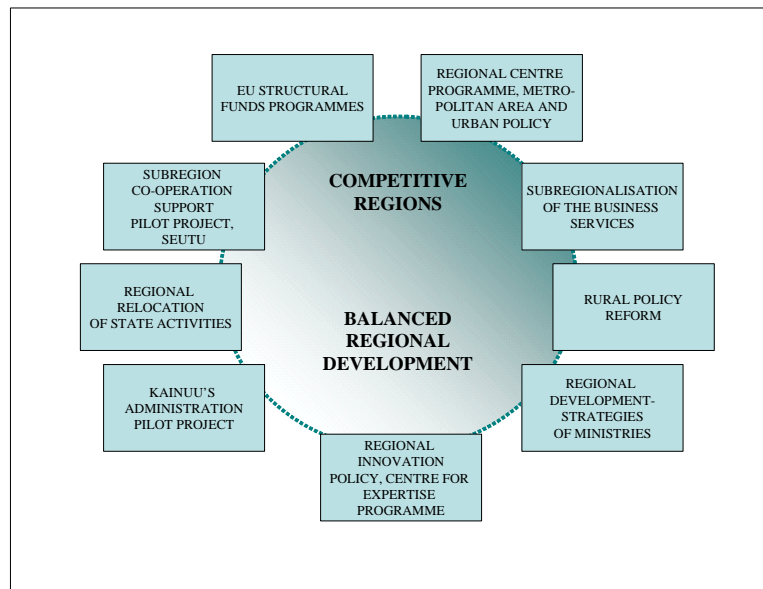 EU STRUCTURAL
FUNDS PROGRAMMES
REGIONAL CENTRE
PROGRAMME, METRO-
POLITAN AREA AND
URBAN POLICY
SUBREGION
CO-OPERATION
SUPPORT
PILOT PROJECT,
SEUTU
COMPETITIVE
REGIONS
SUBREGIONALISATION
OF THE BUSINESS
SERVICES
REGIONAL
RELOCATION
OF STATE ACTIVITIES
RURAL POLICY
REFORM
BALANCED
REGIONAL
DEVELOPMENT
KAINUU'S
ADMINISTRATION
PILOT PROJECT
REGIONAL
DEVELOPMENT-
STRATEGIES
OF MINISTRIES
REGIONAL
INNOVATION
POLICY, CENTRE FOR
EXPERTISE
PROGRAMME